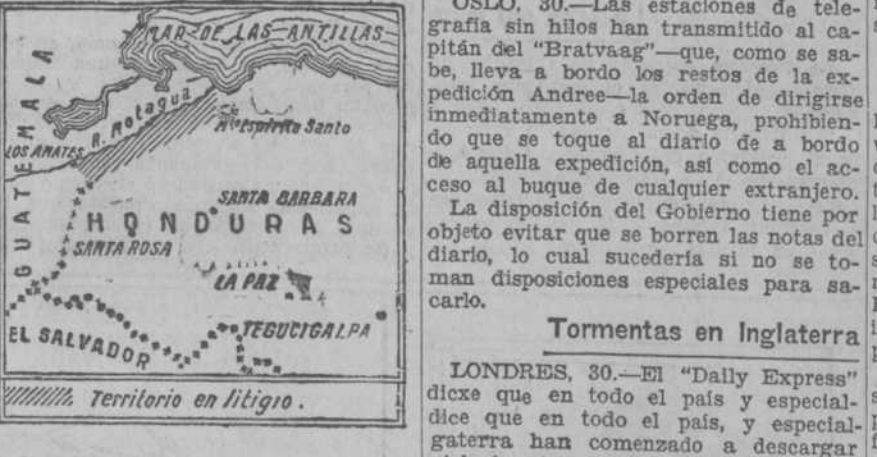 MAR DE LAS ANTILLAS
GUATEMALA
R. Motagua
Mte Espíritu Santo
LOS AMATES
SANTA BARBARA
HONDURAS
SANTA ROSA
LA PAZ
TEGUCIGALPA
EL SALVADOR
Territorio en litigio.
OSLO, 30.—Las estaciones de tele-
grafía sin hilos han transmitido al ca-
pitán del "Bratvaag"—que, como se sa-
be, lleva a bordo los restos de la ex-
pedición Andree—la orden de dirigirse
inmediatamente a Noruega, prohibien-
do que se toque al diario de a bordo
de aquella expedición, así como el ac-
ceso al buque de cualquier extranjero.
La disposición del Gobierno tiene por
objeto evitar que se borren las notas del
diario, lo cual sucedería si no se to-
man disposiciones especiales para sa-
carlo.
Tormentas en Inglaterra
LONDRES, 30.—El "Daily Express"
dicxe que en todo el país y especial-
dice que en todo el país, y especial-
gaterra han comenzado a descargar